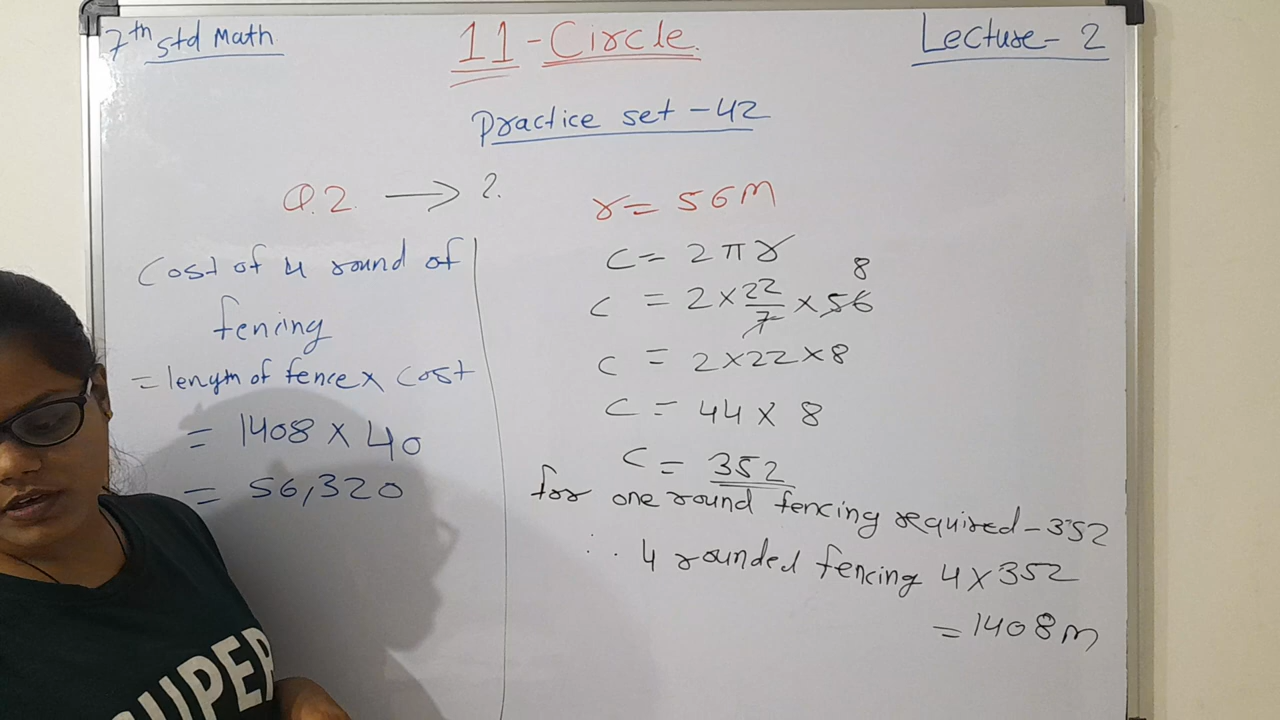 7th std Math
11-Circle.
Lecture-2
Practice set-42
Q.2. → 2.
Cost of 4 round of
fencing
= length of fence × cost
= 1408 × 40
= 56,320
r = 56 m
C = 2πr
C = 2 × 22/7 × 56 8
C = 2×22×8
C = 44 × 8
C = 352
for one round fencing required-352
∴ 4 rounded fencing 4×352
= 1408 m
SUPER